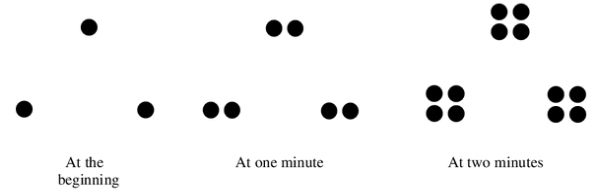 At the
beginning
At one minute
At two minutes